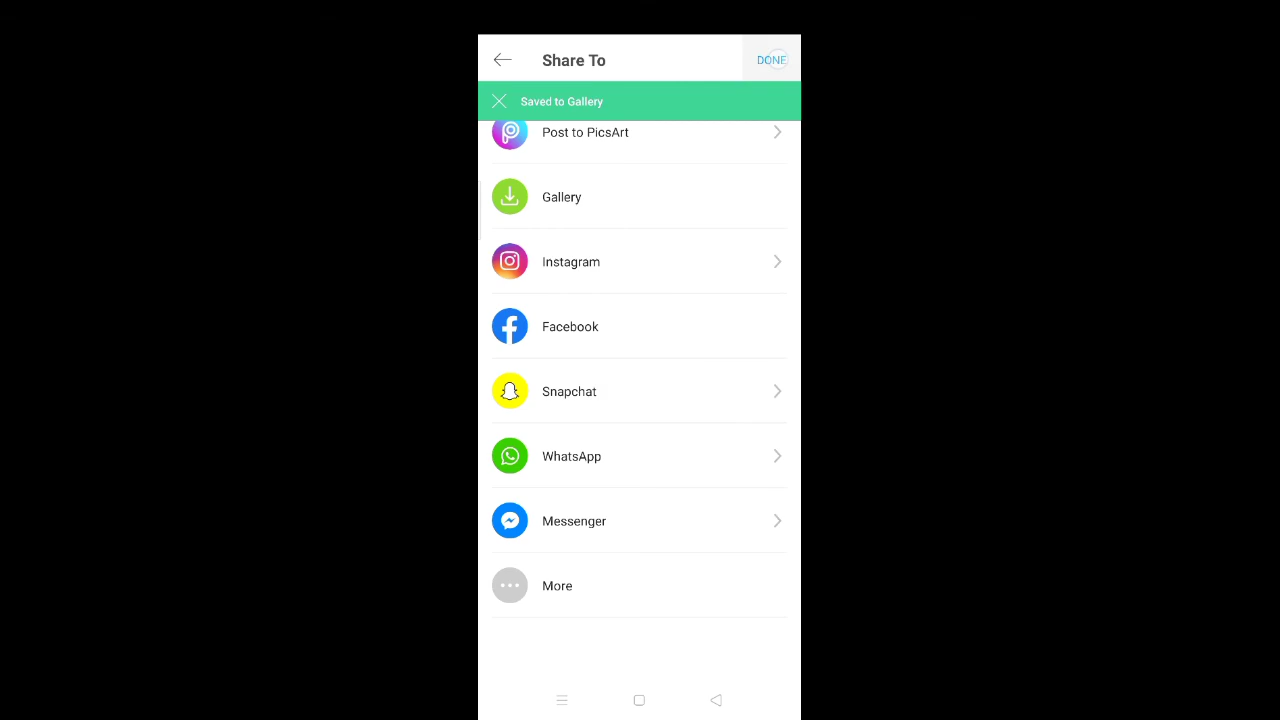 Share To
DONE
Saved to Gallery
Post to PicsArt
Gallery
Instagram
Facebook
Snapchat
WhatsApp
Messenger
More